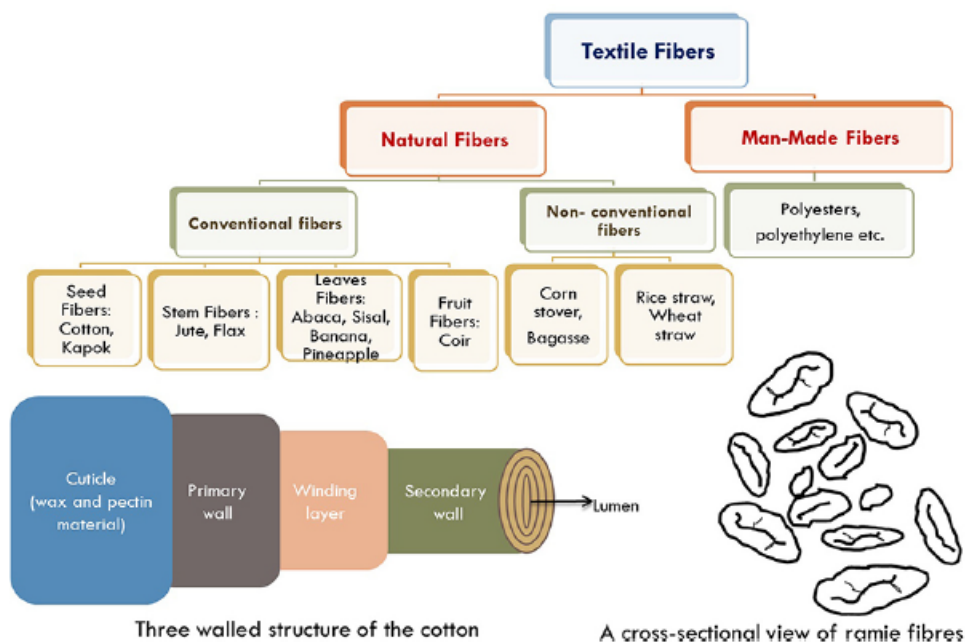 Textile Fibers
Natural Fibers
Man-Made Fibers
Conventional fibers
Non- conventional
fibers
Polyesters,
polyethylene etc.
Seed
Fibers:
Cotton,
Kapok
Stem Fibers :
Jute, Flax
Leaves
Fibers:
Abaca, Sisal,
Banana,
Pineapple
Fruit
Fibers:
Coir
Corn
stover,
Bagasse
Rice straw,
Wheat
straw
Cuticle
(wax and pectin
material)
Primary
wall
Winding
layer
Secondary
wall
Lumen
Three walled structure of the cotton
A cross-sectional view of ramie fibres